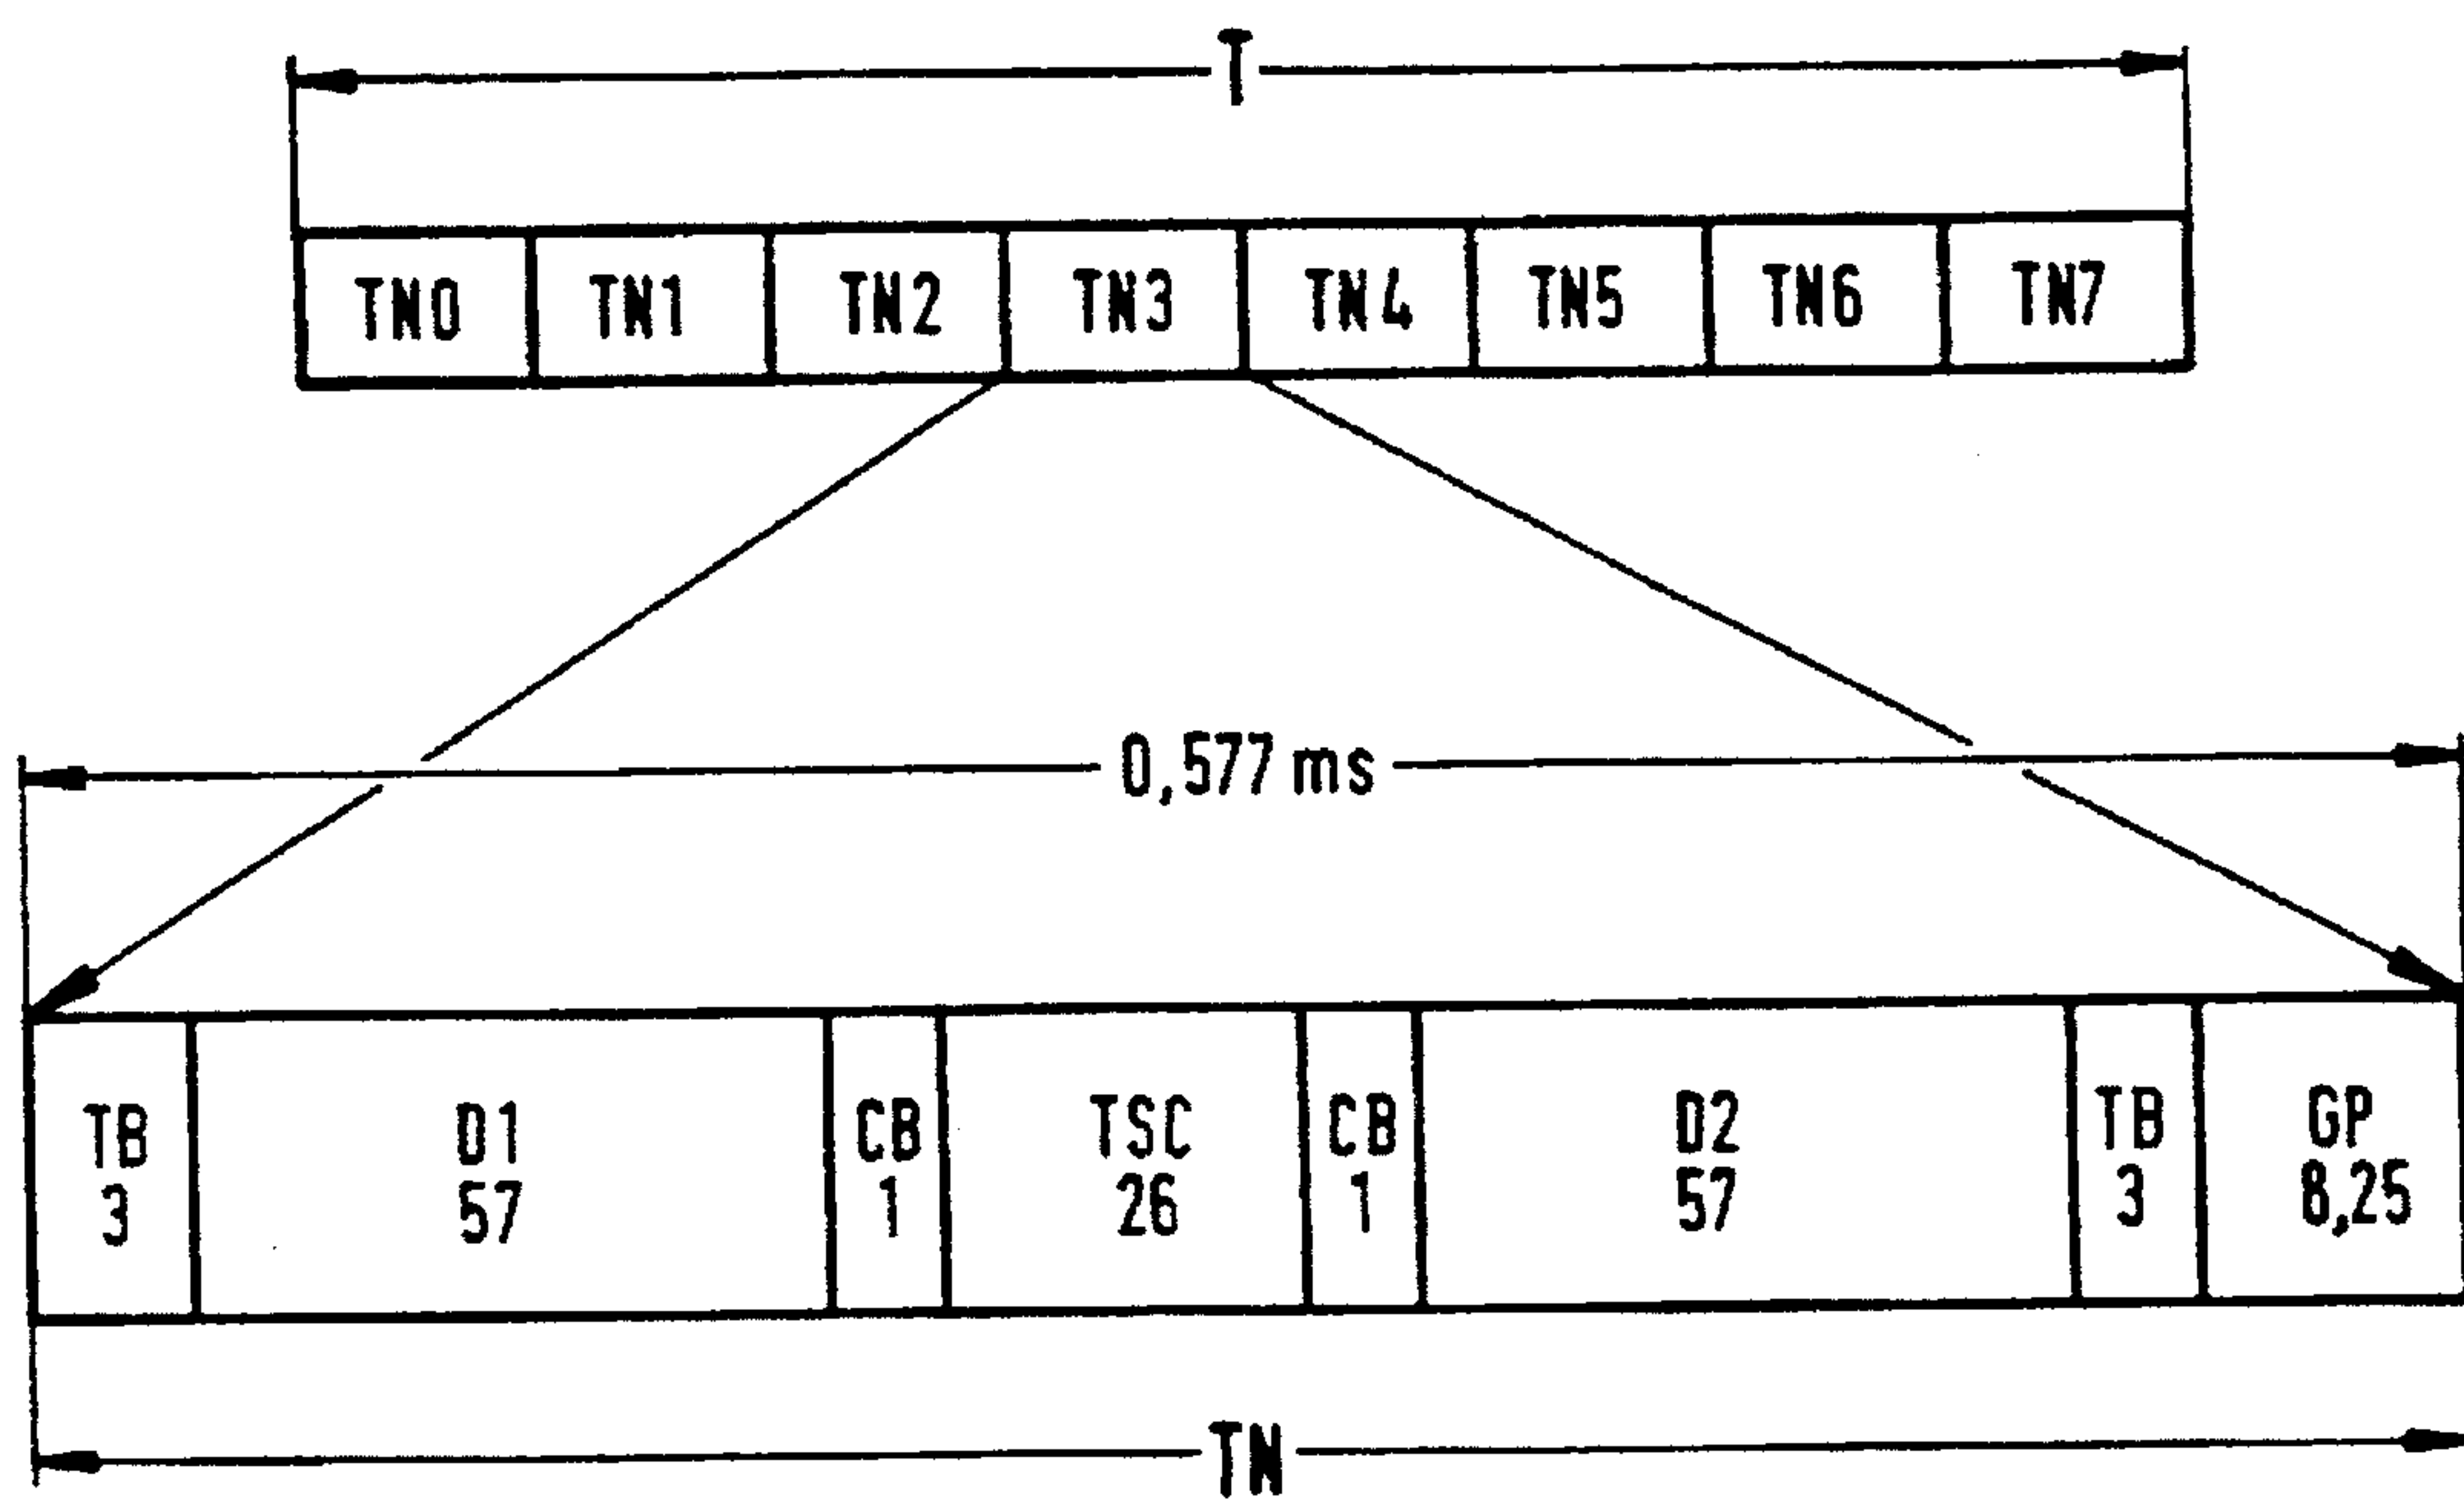 T
TN0 TN1 TN2 TN3 TN4 TN5 TN6 TN7
0,577 ms
TB D1 CB TSC CB D2 TB GP
3 57 1 26 1 57 3 8,25
TN